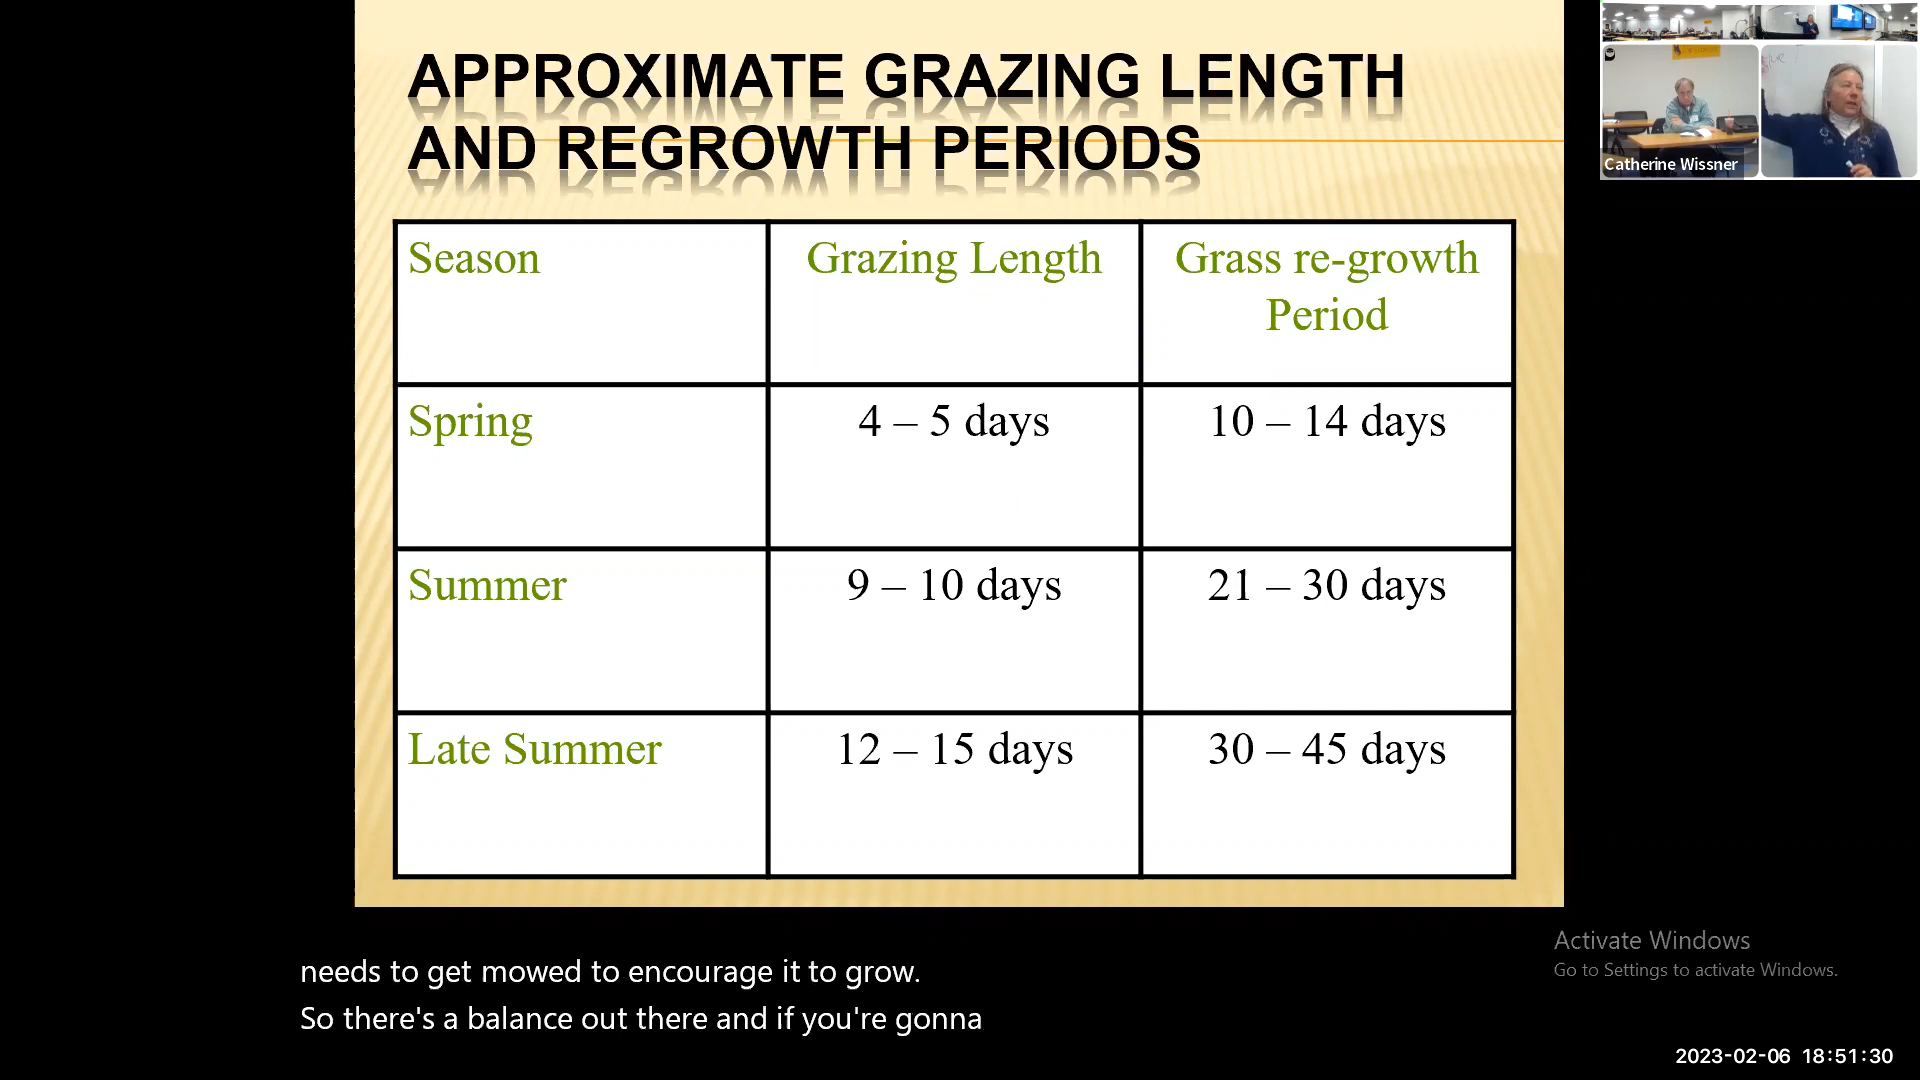 APPROXIMATE GRAZING LENGTH
AND REGROWTH PERIODS
Season
Grazing Length
Grass re-growth
Period
Spring
4 – 5 days
10 – 14 days
Summer
9 – 10 days
21 – 30 days
Late Summer
12 – 15 days
30 – 45 days
needs to get mowed to encourage it to grow.
So there's a balance out there and if you're gonna
Catherine Wissner
Activate Windows
Go to Settings to activate Windows.
2023-02-06 18:51:30